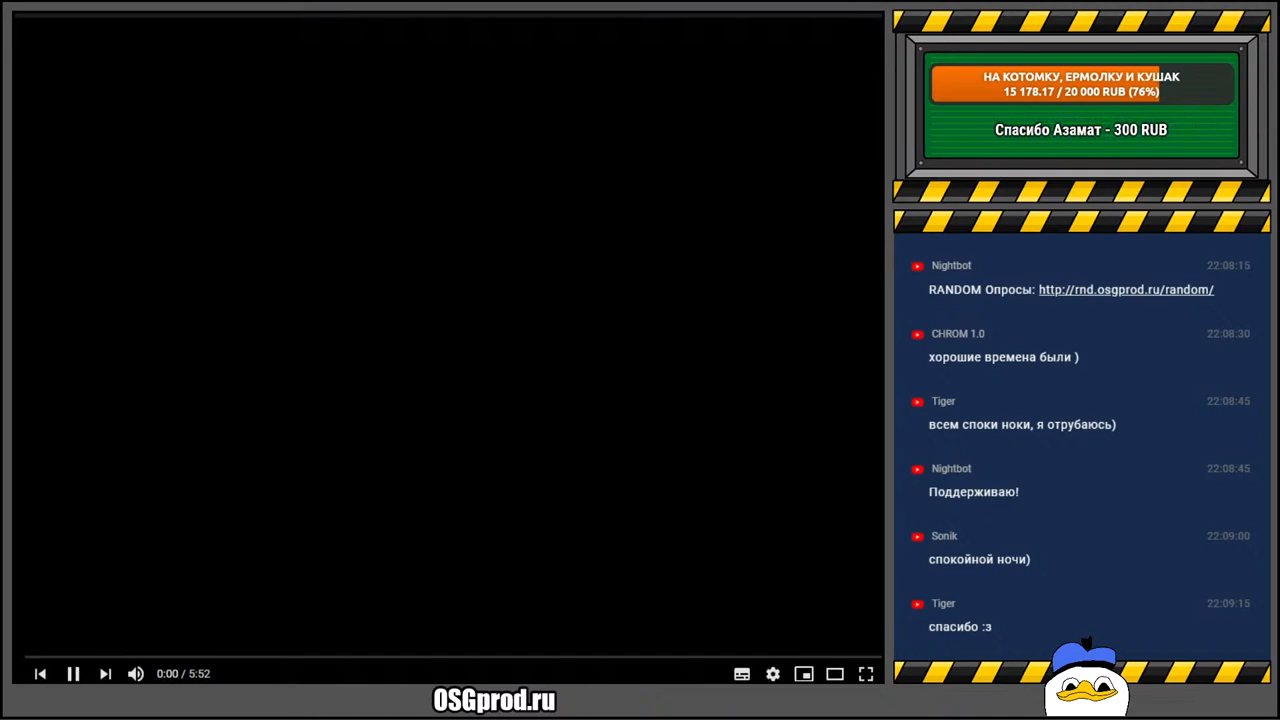 НА КОТОМКУ, ЕРМОЛКУ И КУШАК
15 178.17 / 20 000 RUB (76%)
Спасибо Азамат - 300 RUB
Nightbot 22:08:15
RANDOM Опросы: http://rnd.osgprod.ru/random/
CHROM 1.0 22:08:30
хорошие времена были )
Tiger 22:08:45
всем споки ноки, я отрубаюсь)
Nightbot 22:08:45
Поддерживаю!
Sonik 22:09:00
спокойной ночи)
Tiger 22:09:15
спасибо :з
0:00 / 5:52
OSGprod.ru